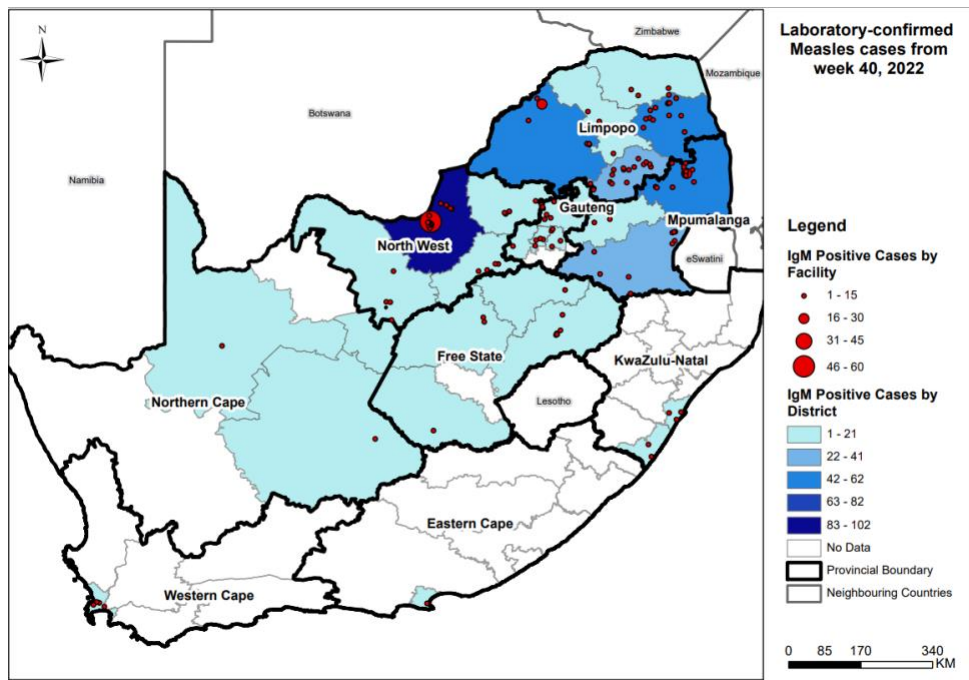 N
Zimbabwe
Mozambique
Botswana
Limpopo
Namibia
Gauteng
Mpumalanga
North West
eSwatini
Free State
KwaZulu-Natal
Northern Cape
Lesotho
Eastern Cape
Western Cape
Laboratory-confirmed
Measles cases from
week 40, 2022
Legend
IgM Positive Cases by
Facility
1 - 15
16 - 30
31 - 45
46 - 60
IgM Positive Cases by
District
1 - 21
22 - 41
42 - 62
63 - 82
83 - 102
No Data
Provincial Boundary
Neighbouring Countries
0 85 170 340
KM